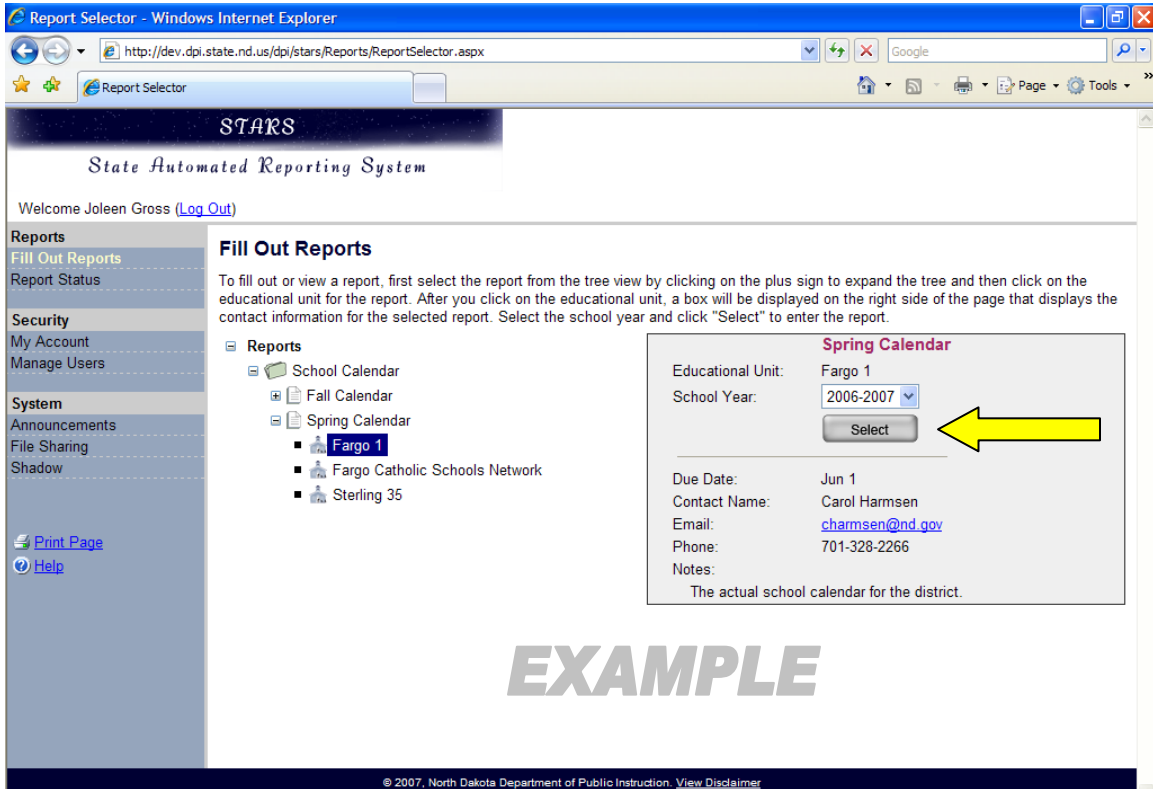 Report Selector - Windows Internet Explorer
http://dev.dpi.state.nd.us/dpi/stars/Reports/ReportSelector.aspx
Google
Report Selector
Page
Tools
STARS
State Automated Reporting System
Welcome Joleen Gross (Log Out)
Reports
Fill Out Reports
Report Status
Security
My Account
Manage Users
System
Announcements
File Sharing
Shadow
Print Page
Help
Fill Out Reports
To fill out or view a report, first select the report from the tree view by clicking on the plus sign to expand the tree and then click on the
educational unit for the report. After you click on the educational unit, a box will be displayed on the right side of the page that displays the
contact information for the selected report. Select the school year and click "Select" to enter the report.
Reports
School Calendar
Fall Calendar
Spring Calendar
Fargo 1
Fargo Catholic Schools Network
Sterling 35
Spring Calendar
Educational Unit: Fargo 1
School Year: 2006-2007
Select
Due Date: Jun 1
Contact Name: Carol Harmsen
Email: charmsen@nd.gov
Phone: 701-328-2266
Notes:
The actual school calendar for the district.
EXAMPLE
© 2007, North Dakota Department of Public Instruction. View Disclaimer